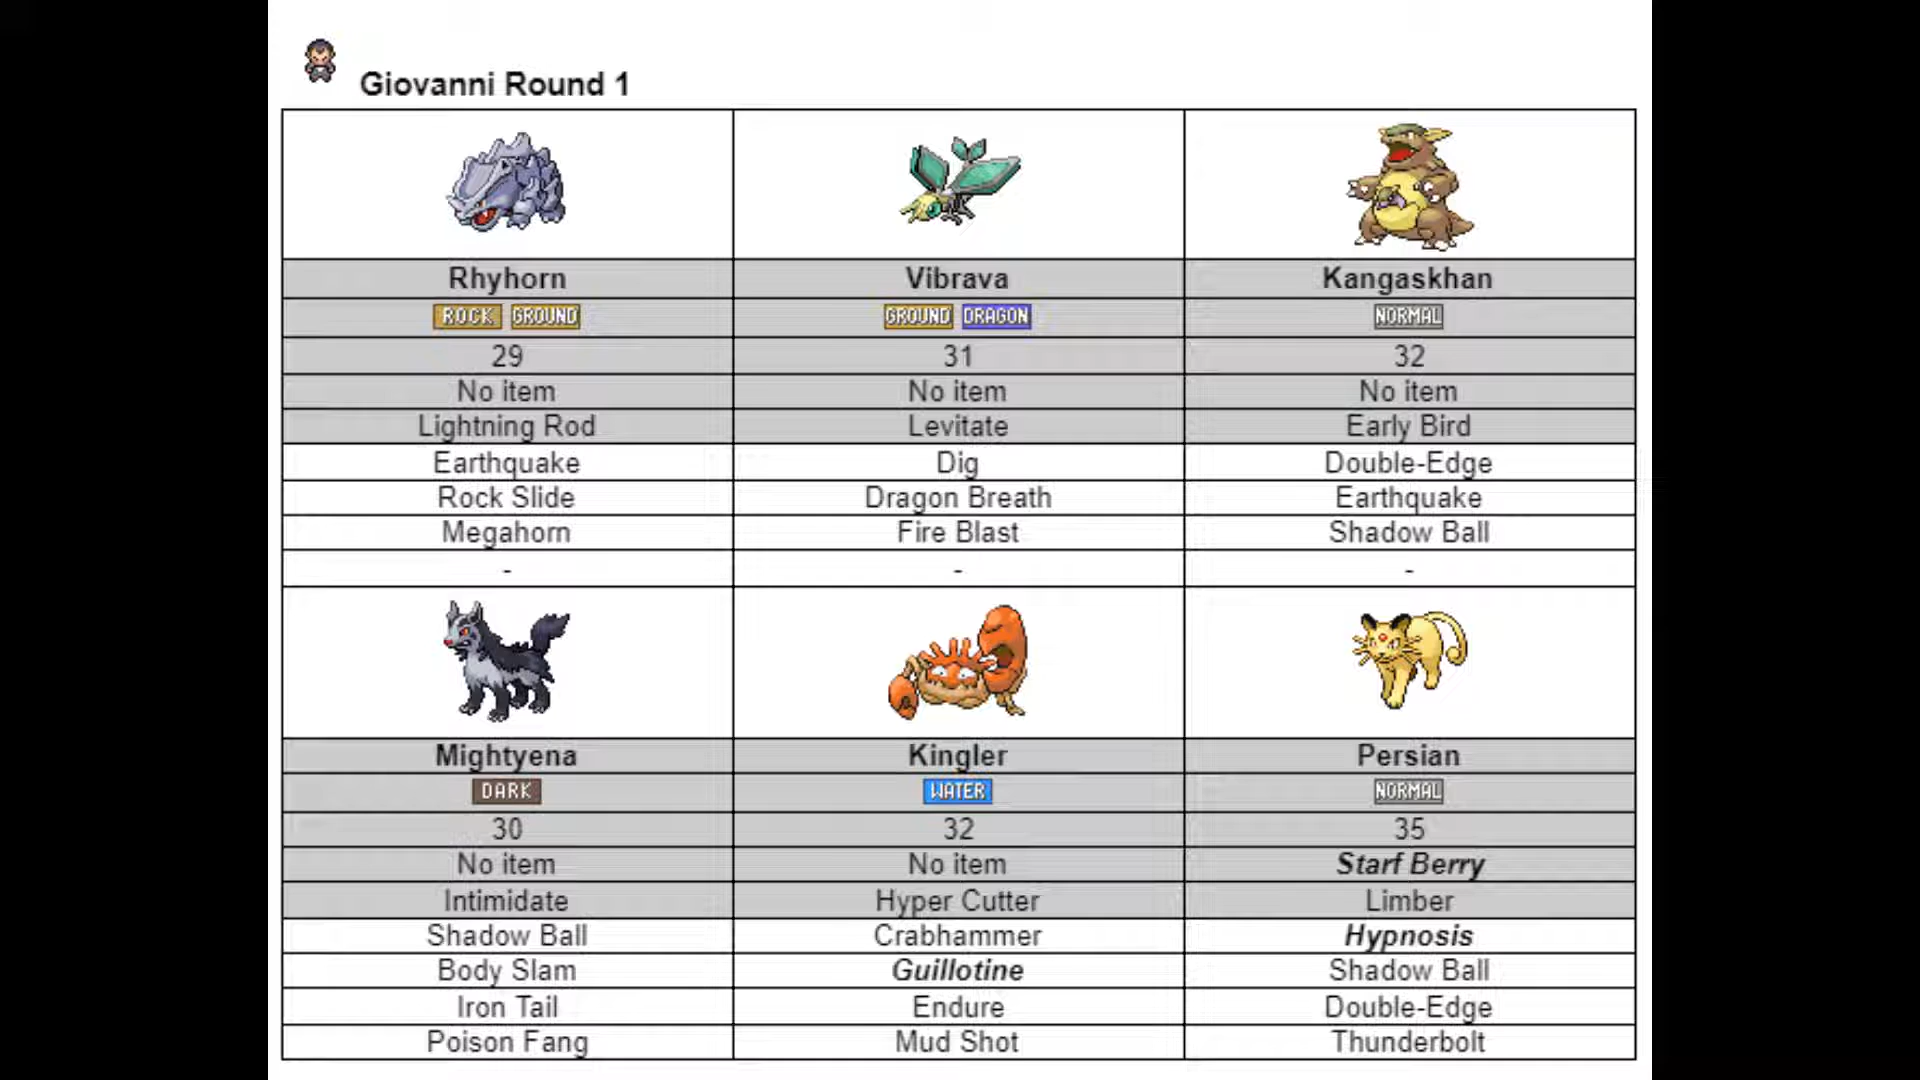 Giovanni Round 1
Rhyhorn Vibrava Kangaskhan
ROCK GROUND GROUND DRAGON NORMAL
29 31 32
No item No item No item
Lightning Rod Levitate Early Bird
Earthquake Dig Double-Edge
Rock Slide Dragon Breath Earthquake
Megahorn Fire Blast Shadow Ball
- - -
Mightyena Kingler Persian
DARK WATER NORMAL
30 32 35
No item No item Starf Berry
Intimidate Hyper Cutter Limber
Shadow Ball Crabhammer Hypnosis
Body Slam Guillotine Shadow Ball
Iron Tail Endure Double-Edge
Poison Fang Mud Shot Thunderbolt